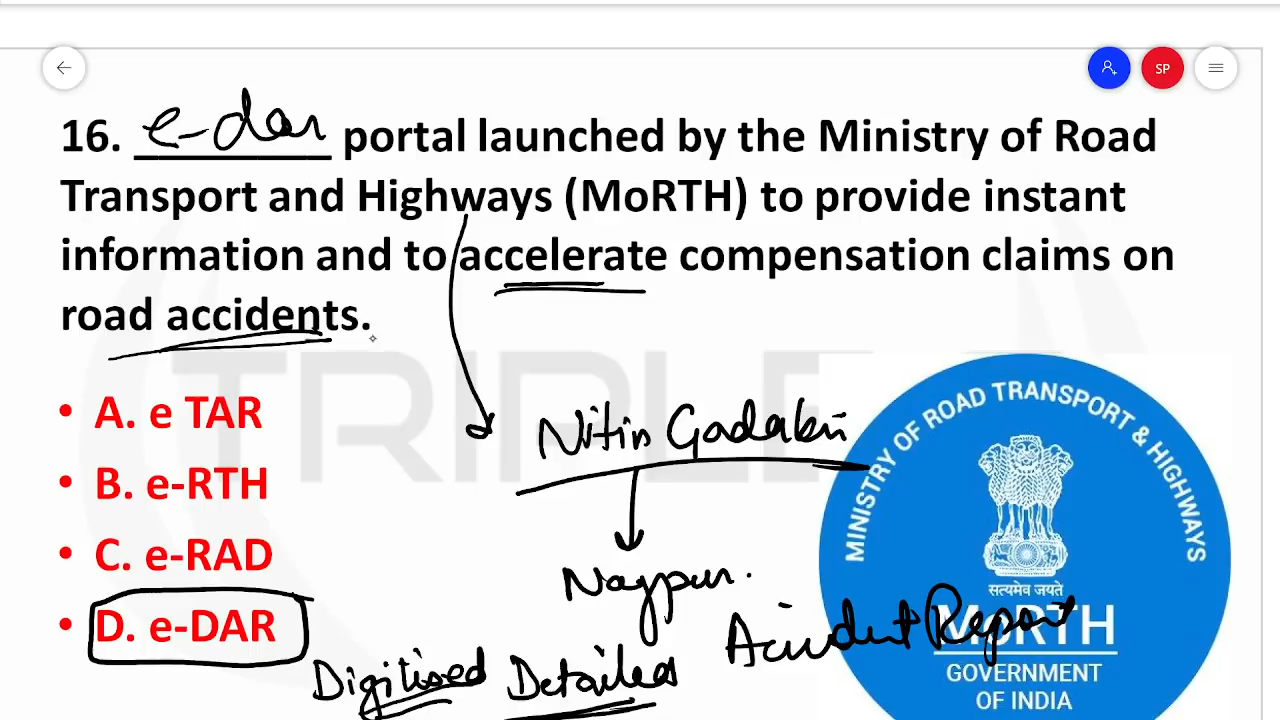 SP
16. e-dar portal launched by the Ministry of Road
Transport and Highways (MoRTH) to provide instant
information and to accelerate compensation claims on
road accidents.
TRIPLE
• A. e TAR
• B. e-RTH
• C. e-RAD
• D. e-DAR
Nitin Gadakri
Nagpur.
Digitised Detailed Accident Report
MINISTRY OF ROAD TRANSPORT & HIGHWAYS
सत्यमेव जयते
MoRTH
GOVERNMENT
OF INDIA